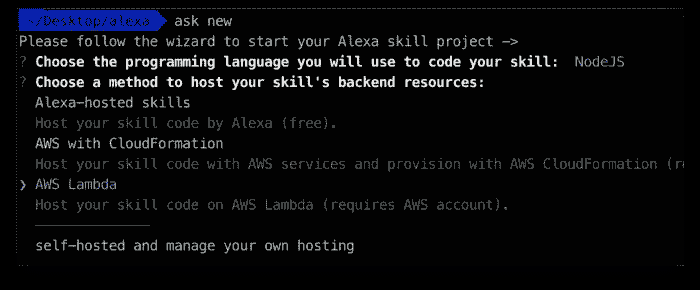 ~/Desktop/alexa ask new
Please follow the wizard to start your Alexa skill project ->
? Choose the programming language you will use to code your skill: NodeJS
? Choose a method to host your skill's backend resources:
Alexa-hosted skills
Host your skill code by Alexa (free).
AWS with CloudFormation
Host your skill code with AWS services and provision with AWS CloudFormation (re
❯ AWS Lambda
Host your skill code on AWS Lambda (requires AWS account).
──────────────
self-hosted and manage your own hosting